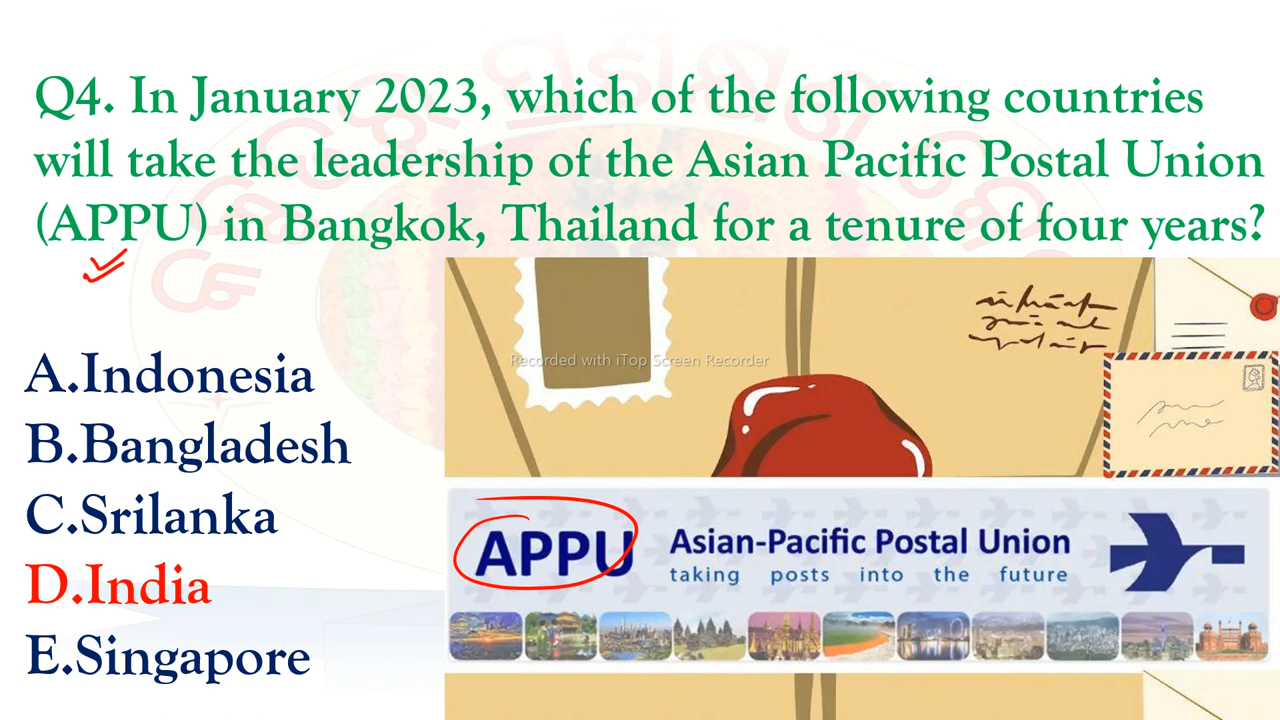 Q4. In January 2023, which of the following countries
will take the leadership of the Asian Pacific Postal Union
(APPU) in Bangkok, Thailand for a tenure of four years?
Recorded with iTop Screen Recorder
A.Indonesia
B.Bangladesh
C.Srilanka
D.India
E.Singapore
APPU
Asian-Pacific Postal Union
taking posts into the future